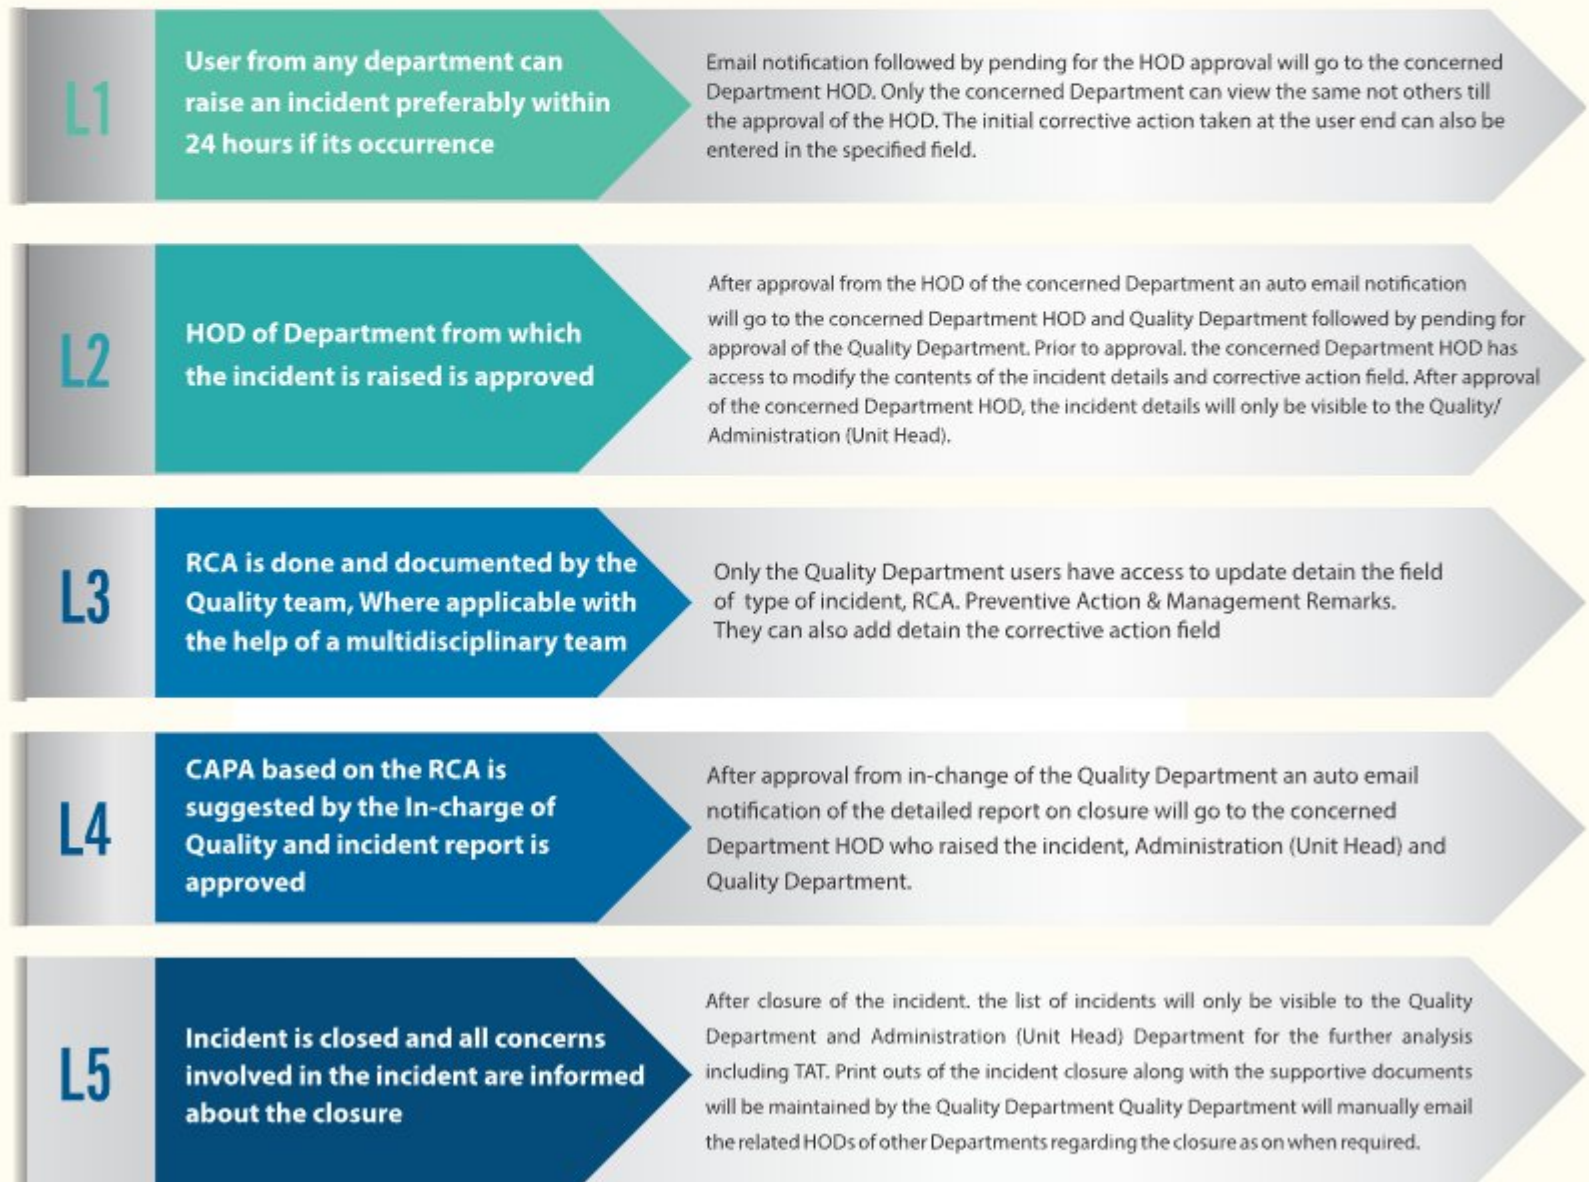 L1
User from any department can
raise an incident preferably within
24 hours if its occurrence
Email notification followed by pending for the HOD approval will go to the concerned
Department HOD. Only the concerned Department can view the same not others till
the approval of the HOD. The initial corrective action taken at the user end can also be
entered in the specified field.
L2
HOD of Department from which
the incident is raised is approved
After approval from the HOD of the concerned Department an auto email notification
will go to the concerned Department HOD and Quality Department followed by pending for
approval of the Quality Department. Prior to approval. the concerned Department HOD has
access to modify the contents of the incident details and corrective action field. After approval
of the concerned Department HOD, the incident details will only be visible to the Quality/
Administration (Unit Head).
L3
RCA is done and documented by the
Quality team, Where applicable with
the help of a multidisciplinary team
Only the Quality Department users have access to update detain the field
of type of incident, RCA. Preventive Action & Management Remarks.
They can also add detain the corrective action field
L4
CAPA based on the RCA is
suggested by the In-charge of
Quality and incident report is
approved
After approval from in-change of the Quality Department an auto email
notification of the detailed report on closure will go to the concerned
Department HOD who raised the incident, Administration (Unit Head) and
Quality Department.
L5
Incident is closed and all concerns
involved in the incident are informed
about the closure
After closure of the incident. the list of incidents will only be visible to the Quality
Department and Administration (Unit Head) Department for the further analysis
including TAT. Print outs of the incident closure along with the supportive documents
will be maintained by the Quality Department Quality Department will manually email
the related HODs of other Departments regarding the closure as on when required.